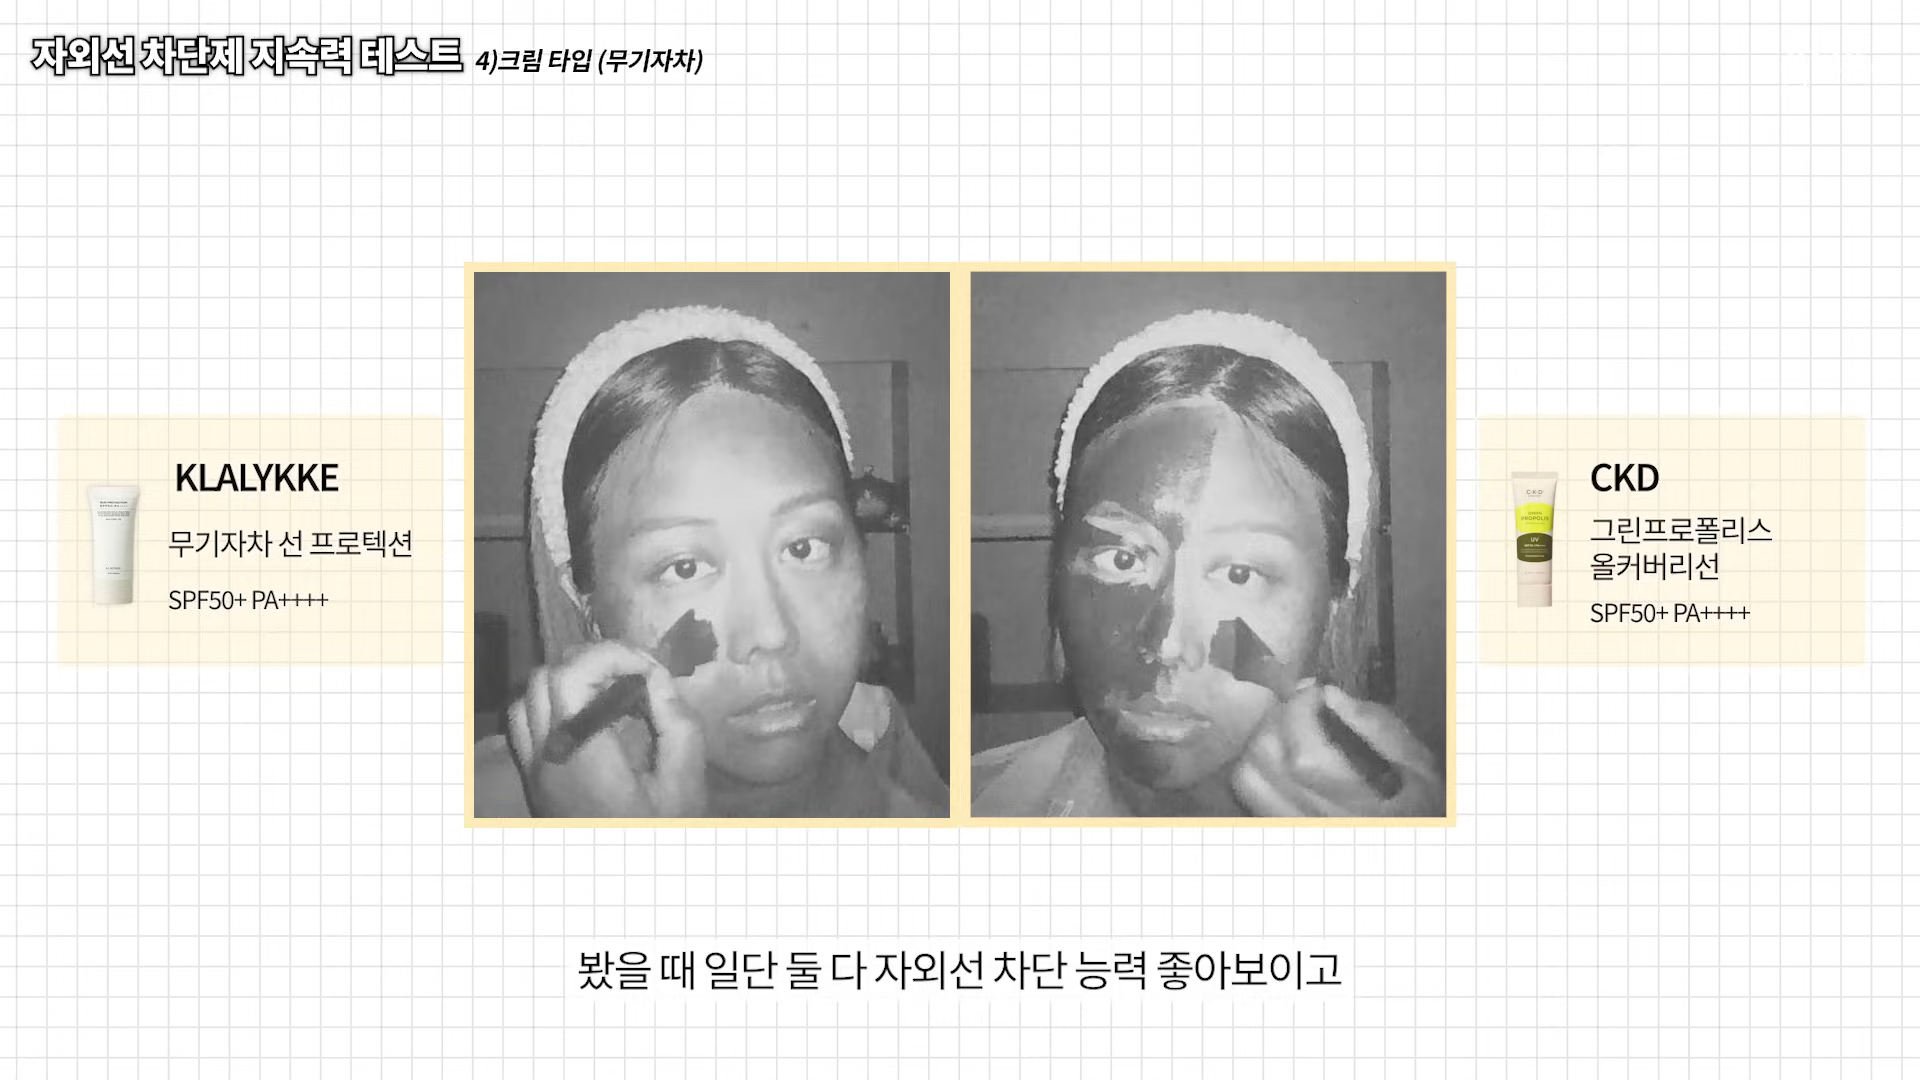 자외선 차단제 지속력 테스트 4)크림 타입 (무기자차)
KLALYKKE
무기자차 선 프로텍션
SPF50+ PA++++
CKD
그린프로폴리스
올커버리선
SPF50+ PA++++
CKD
PROPOLIS
UV
봤을 때 일단 둘 다 자외선 차단 능력 좋아보이고